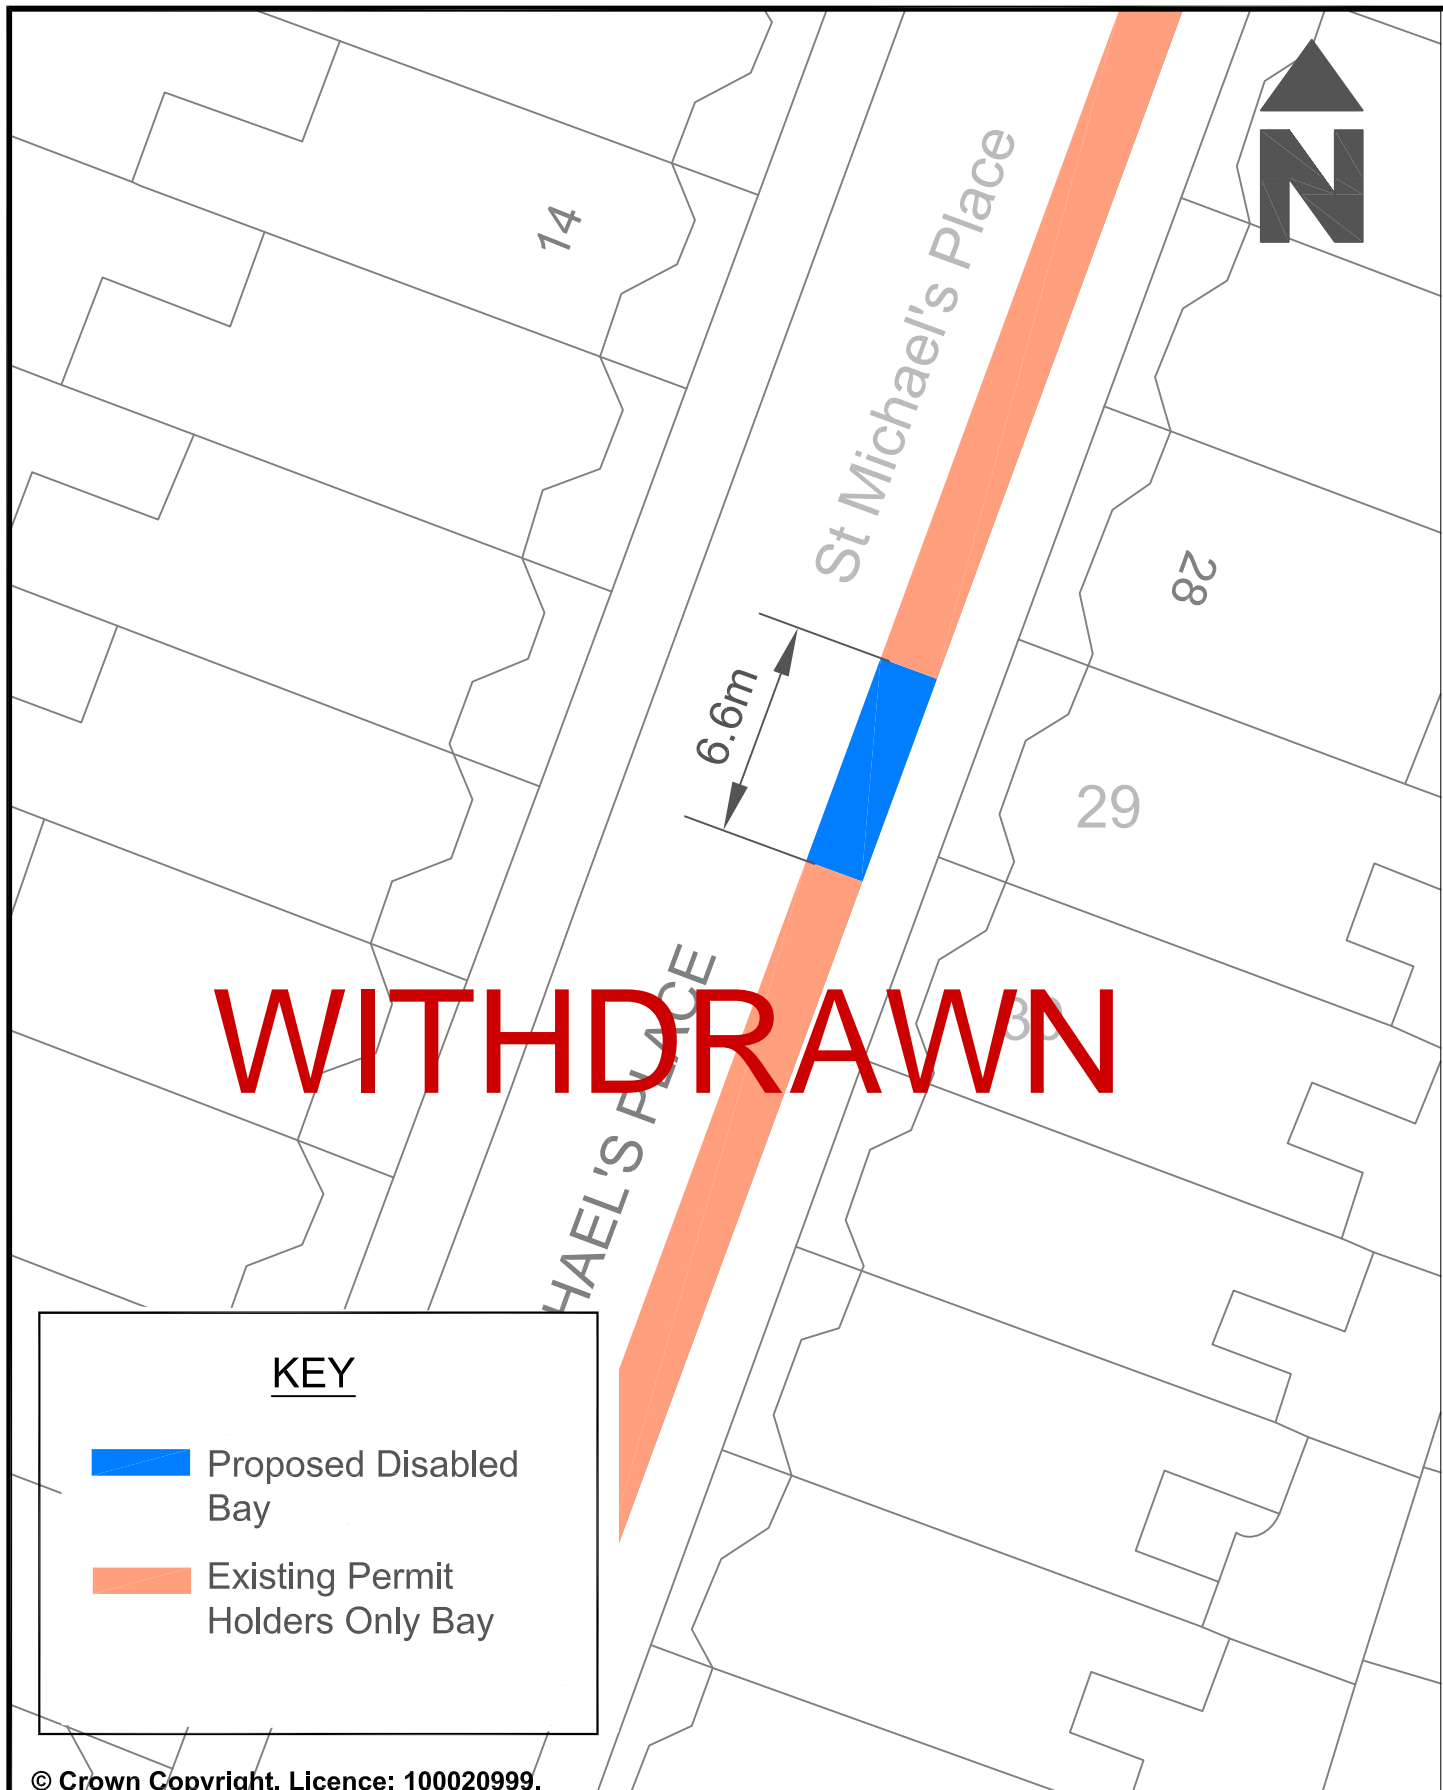 N
14
St Michael's Place
28
6.6m
29
30
HAEL'S PLACE
WITHDRAWN
KEY
Proposed Disabled
Bay
Existing Permit
Holders Only Bay
© Crown Copyright. Licence: 100020999.